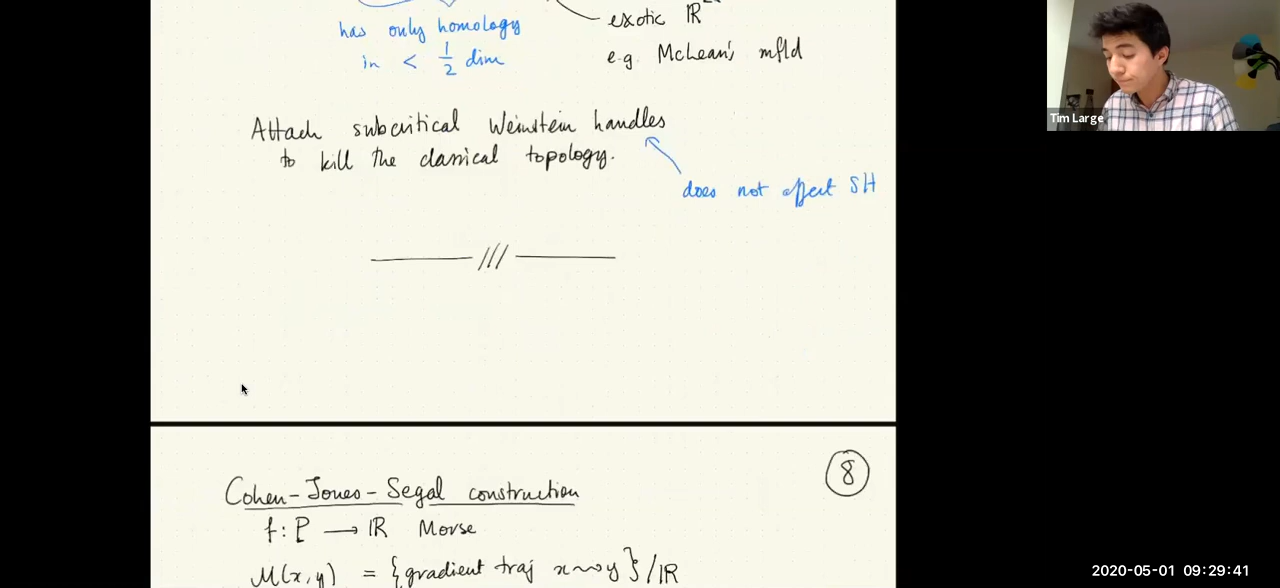 has only homology
in < 1/2 dim
exotic ℝ
e.g. McLean's mfld
Attach subcritical Weinstein handles
to kill the classical topology.
does not affect SH
///
8
Cohen-Jones-Segal construction
f: P → ℝ Morse
M(x,y) = {gradient traj x~~y}/ℝ
Tim Large
2020-05-01 09:29:41